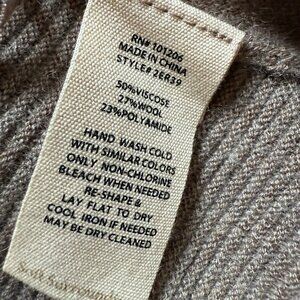 RN# 101206
MADE IN CHINA
STYLE# 2ER39
50%VISCOSE
27%WOOL
23%POLYAMIDE
HAND WASH COLD
WITH SIMILAR COLORS
ONLY NON-CHLORINE
BLEACH WHEN NEEDED
RE-SHAPE &
LAY FLAT TO DRY
COOL IRON IF NEEDED
MAY BE DRY CLEANED